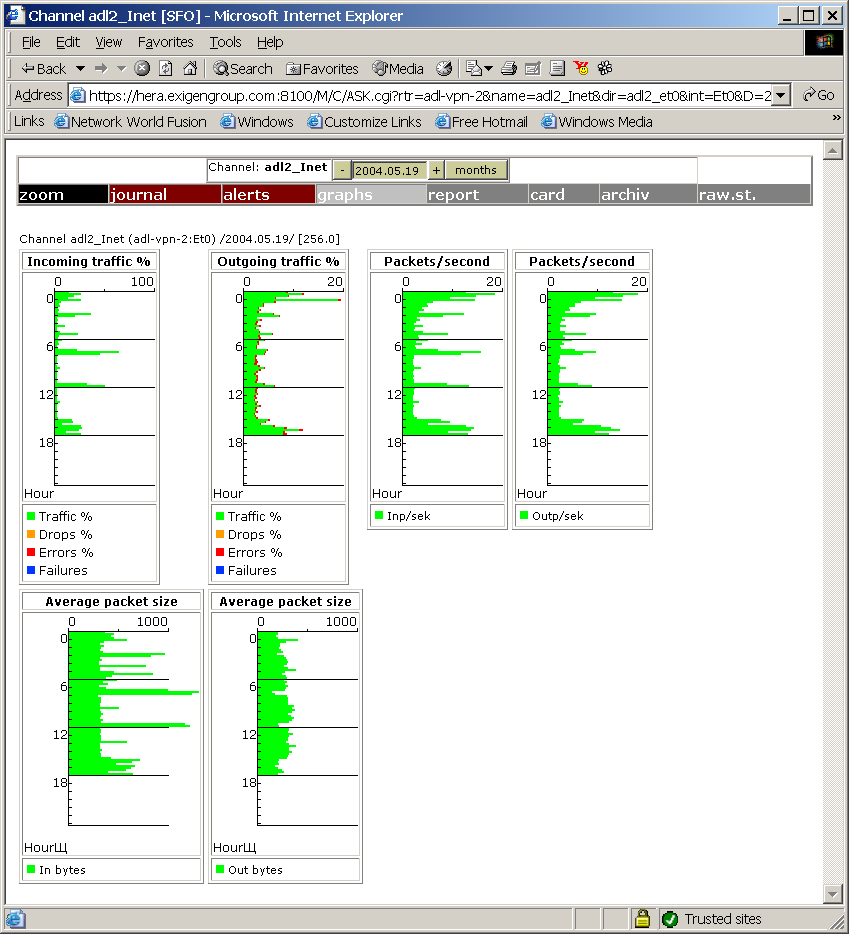 Channel adl2_Inet [SFO] - Microsoft Internet Explorer
File Edit View Favorites Tools Help
Back Search Favorites Media
Address https://hera.exigengroup.com:8100/M/C/ASK.cgi?rtr=adl-vpn-2&name=adl2_Inet&dir=adl2_et0&int=Et0&D=2 Go
Links Network World Fusion Windows Customize Links Free Hotmail Windows Media »
Channel: adl2_Inet - 2004.05.19 + months
zoom journal alerts graphs report card archiv raw.st.
Channel adl2_Inet (adl-vpn-2:Et0) /2004.05.19/ [256.0]
Incoming traffic % Outgoing traffic % Packets/second Packets/second
0 100 0 20 0 20 0 20
0 0 0 0
6 6 6 6
12 12 12 12
18 18 18 18
Hour Hour Hour Hour
Traffic % Traffic % Inp/sek Outp/sek
Drops % Drops %
Errors % Errors %
Failures Failures
Average packet size Average packet size
0 1000 0 1000
0 0
6 6
12 12
18 18
HourЩ HourЩ
In bytes Out bytes
Trusted sites